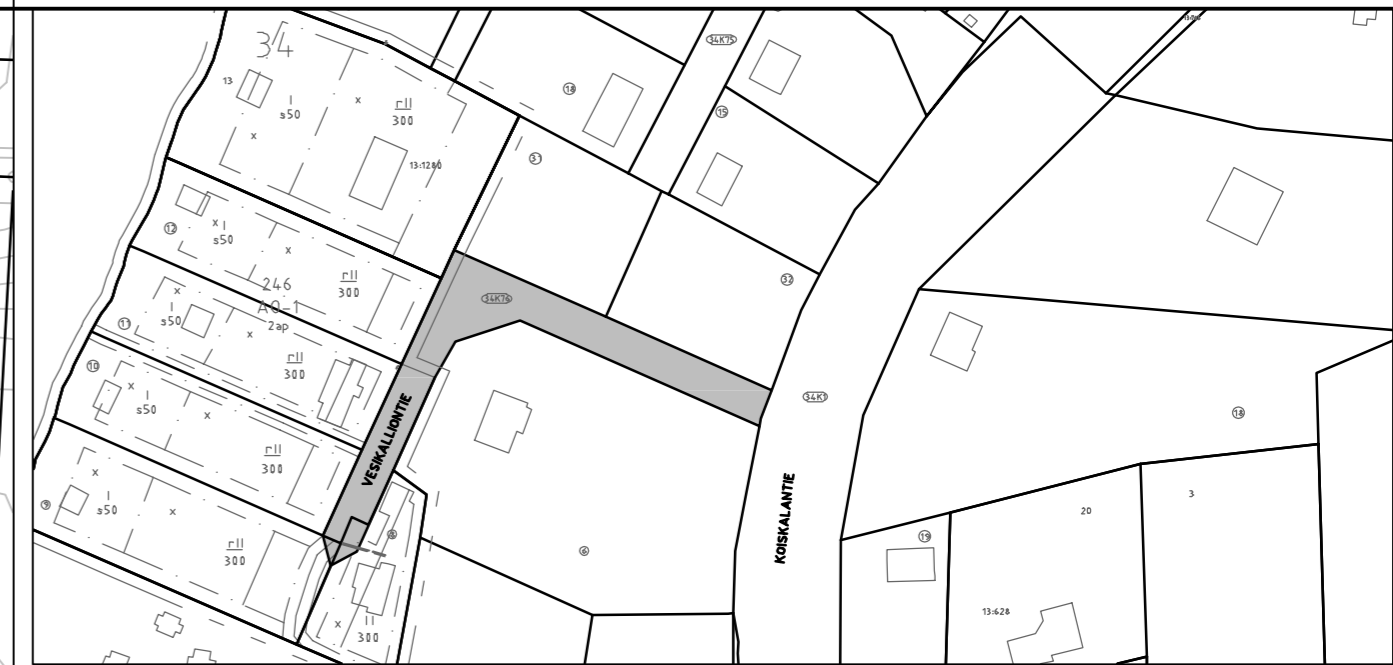 34
34K75
13
18
I
s50
rII
300
15
31
13:1280
12
I
s50
rII
300
32
246
AO-1
2ap
34K76
11
I
s50
rII
300
10
I
s50
34K1
18
VESIKALLIONTIE
rII
300
9
I
s50
3
20
KOISKALANTIE
8
6
19
rII
300
13:628
II
300